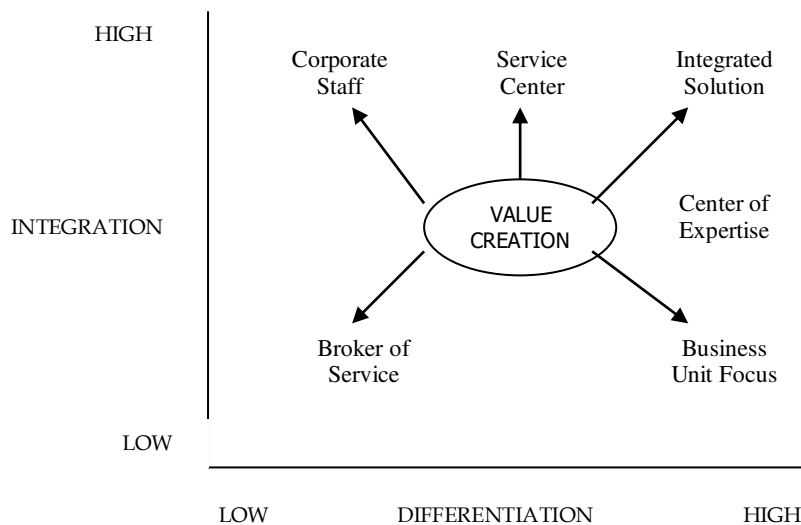 HIGH
Corporate
Staff
Service
Center
Integrated
Solution
INTEGRATION
VALUE
CREATION
Center of
Expertise
Broker of
Service
Business
Unit Focus
LOW
LOW DIFFERENTIATION HIGH